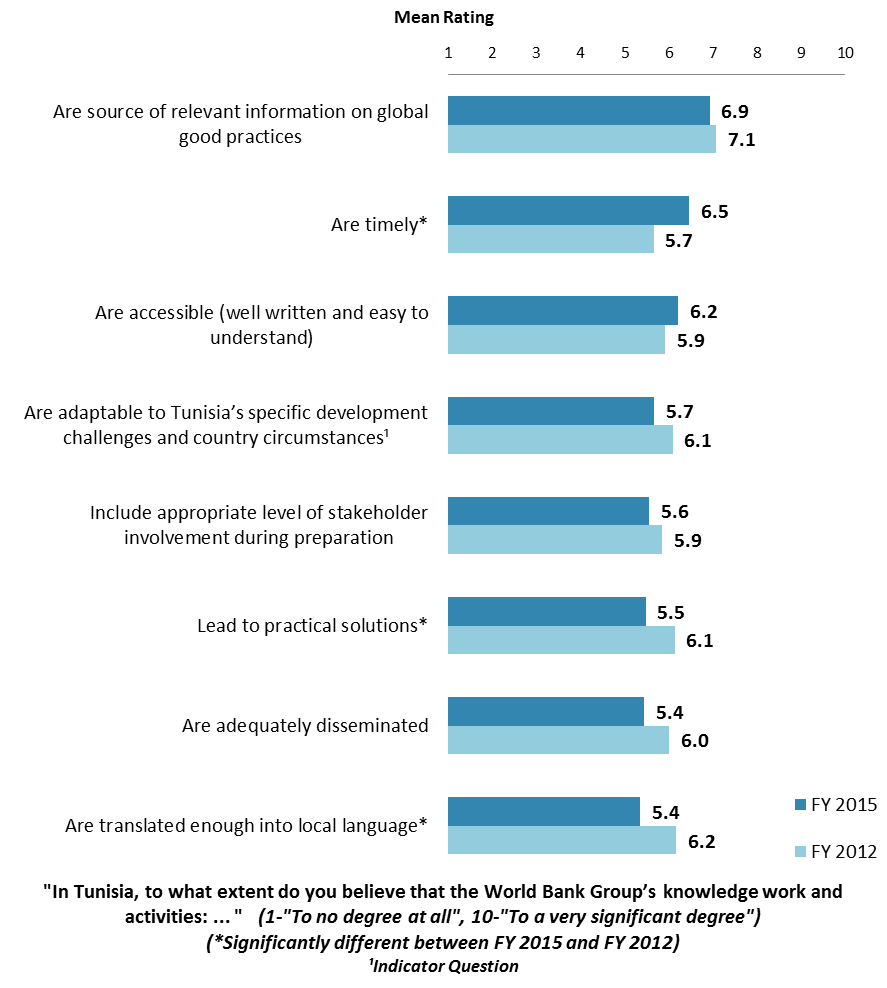 Mean Rating
1 2 3 4 5 6 7 8 9 10
Are source of relevant information on global
good practices
6.9
7.1
Are timely*
6.5
5.7
Are accessible (well written and easy to
understand)
6.2
5.9
Are adaptable to Tunisia’s specific development
challenges and country circumstances¹
5.7
6.1
Include appropriate level of stakeholder
involvement during preparation
5.6
5.9
Lead to practical solutions*
5.5
6.1
Are adequately disseminated
5.4
6.0
Are translated enough into local language*
5.4
6.2
FY 2015
FY 2012
"In Tunisia, to what extent do you believe that the World Bank Group’s knowledge work and
activities: … " (1-"To no degree at all", 10-"To a very significant degree")
(*Significantly different between FY 2015 and FY 2012)
¹Indicator Question